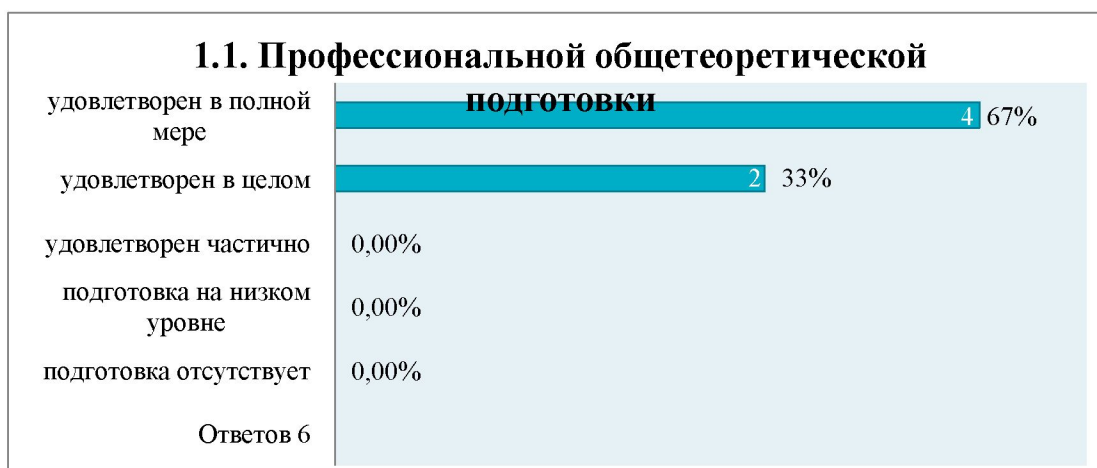 1.1. Профессиональной общетеоретической
подготовки
удовлетворен в полной
мере
4 67%
удовлетворен в целом
2 33%
удовлетворен частично
0,00%
подготовка на низком
уровне
0,00%
подготовка отсутствует
0,00%
Ответов 6